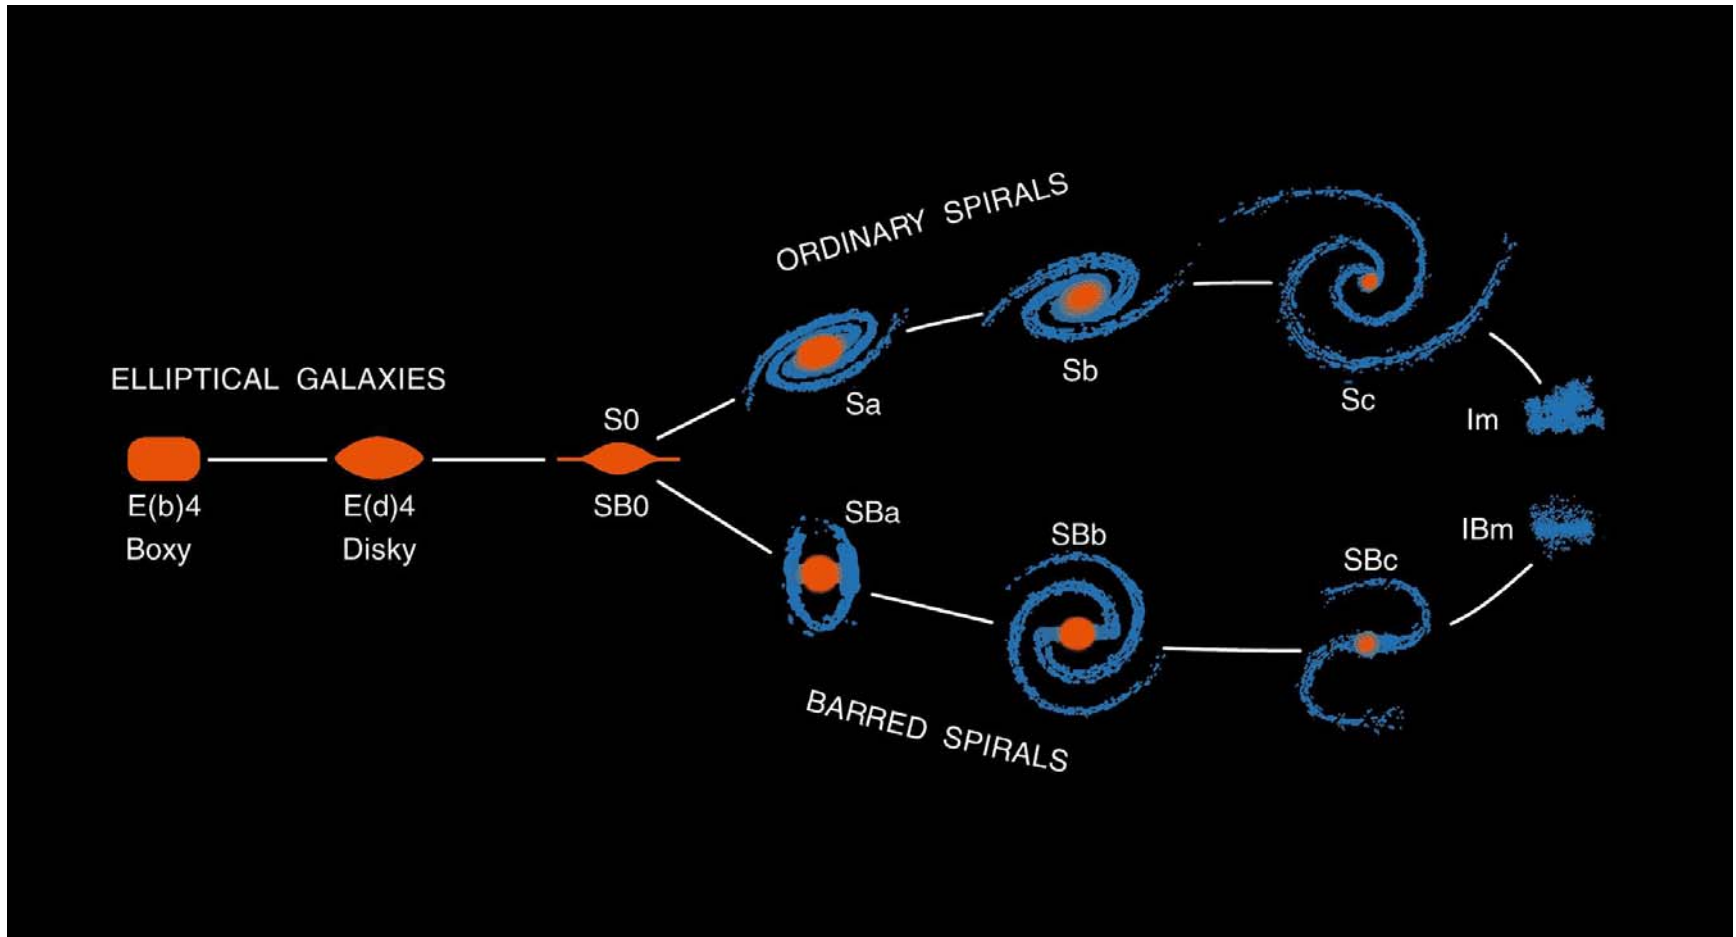 ORDINARY SPIRALS
ELLIPTICAL GALAXIES
S0
Sa
Sb
Sc
Im
E(b)4
Boxy
E(d)4
Disky
SB0
SBa
SBb
SBc
IBm
BARRED SPIRALS